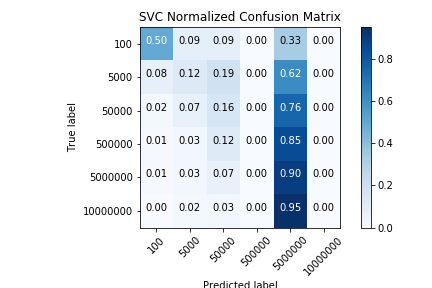 SVC Normalized Confusion Matrix
100 0.50 0.09 0.09 0.00 0.33 0.00
5000 0.08 0.12 0.19 0.00 0.62 0.00
50000 0.02 0.07 0.16 0.00 0.76 0.00
500000 0.01 0.03 0.12 0.00 0.85 0.00
5000000 0.01 0.03 0.07 0.00 0.90 0.00
10000000 0.00 0.02 0.03 0.00 0.95 0.00
True label
100 5000 50000 500000 5000000 10000000
Predicted label
0.8
0.6
0.4
0.2
0.0